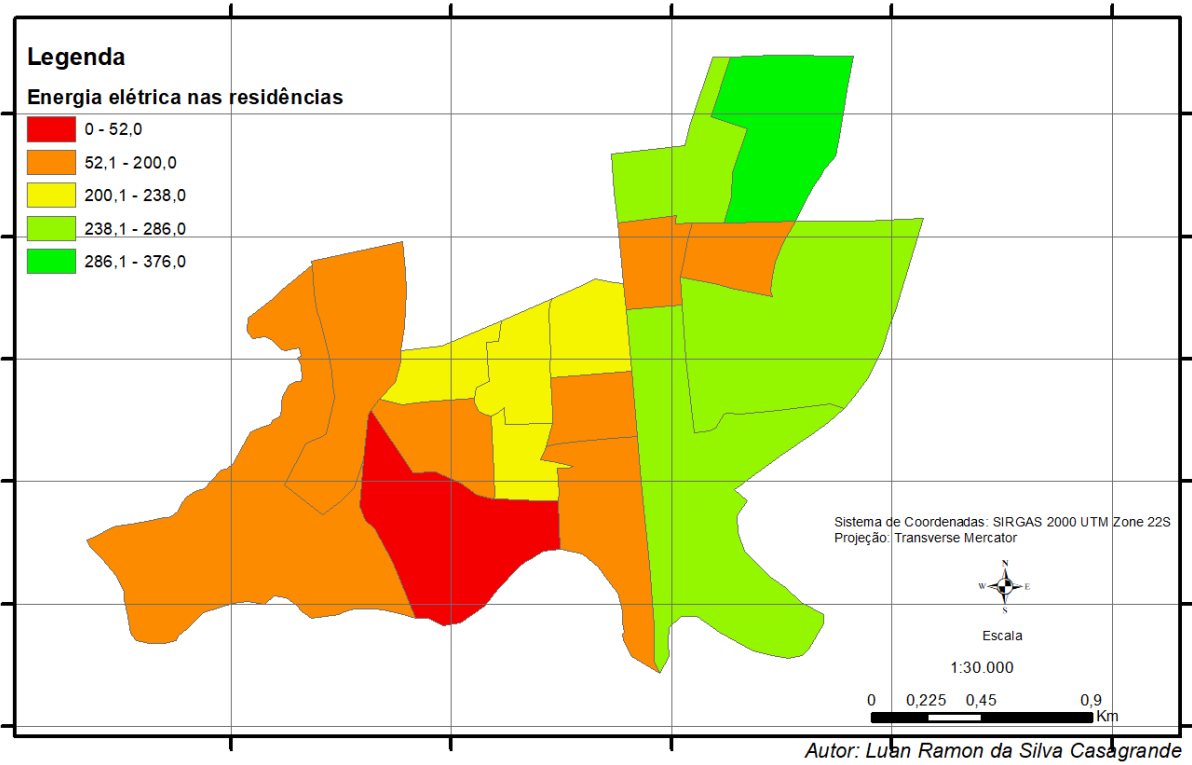 Legenda
Energia elétrica nas residências
0 - 52,0
52,1 - 200,0
200,1 - 238,0
238,1 - 286,0
286,1 - 376,0
Sistema de Coordenadas: SIRGAS 2000 UTM Zone 22S
Projeção: Transverse Mercator
N
W E
S
Escala
1:30.000
0 0,225 0,45 0,9
Km
Autor: Luan Ramon da Silva Casagrande